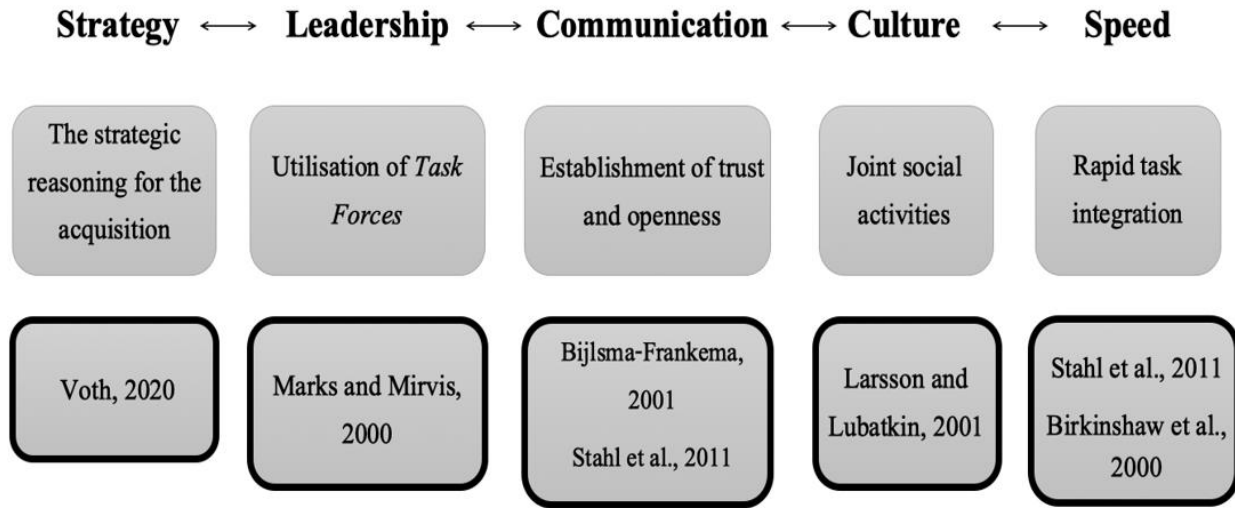 Strategy ⟷ Leadership ⟷ Communication ⟷ Culture ⟷ Speed
The strategic
reasoning for the
acquisition
Utilisation of Task
Forces
Establishment of trust
and openness
Joint social
activities
Rapid task
integration
Voth, 2020
Marks and Mirvis,
2000
Bijlsma-Frankema,
2001
Stahl et al., 2011
Larsson and
Lubatkin, 2001
Stahl et al., 2011
Birkinshaw et al.,
2000